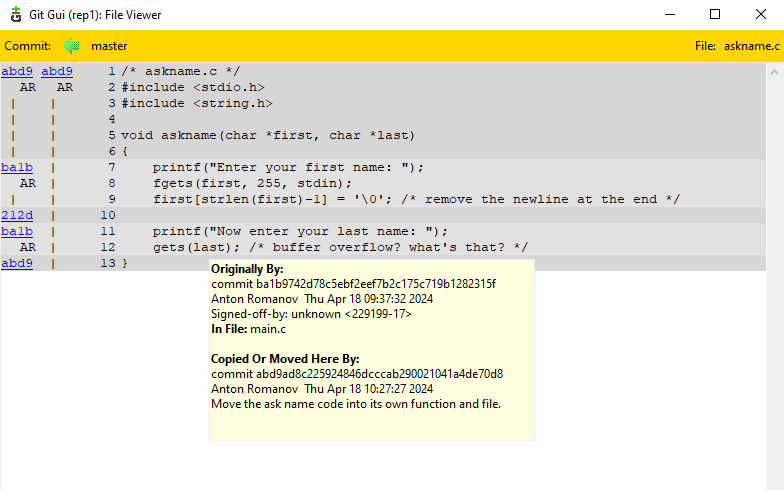 Git Gui (rep1): File Viewer
Commit: master File: askname.c
abd9 abd9 1 /* askname.c */
AR AR 2 #include <stdio.h>
| | 3 #include <string.h>
| | 4
| | 5 void askname(char *first, char *last)
| | 6 {
ba1b | 7     printf("Enter your first name: ");
AR | 8     fgets(first, 255, stdin);
| | 9     first[strlen(first)-1] = '\0'; /* remove the newline at the end */
212d | 10
ba1b | 11     printf("Now enter your last name: ");
AR | 12     gets(last); /* buffer overflow? what's that? */
abd9 | 13 }
Originally By:
commit ba1b9742d78c5ebf2eef7b2c175c719b1282315f
Anton Romanov  Thu Apr 18 09:37:32 2024
Signed-off-by: unknown <229199-17>
In File: main.c
Copied Or Moved Here By:
commit abd9ad8c225924846dcccab290021041a4de70d8
Anton Romanov  Thu Apr 18 10:27:27 2024
Move the ask name code into its own function and file.